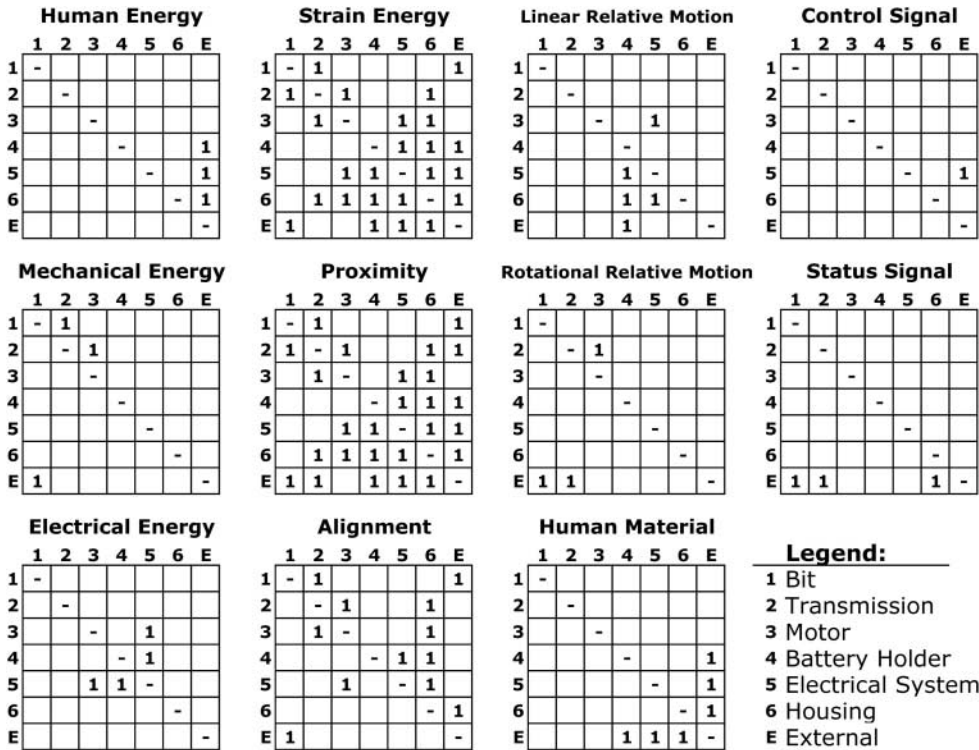 Human Energy
1 2 3 4 5 6 E
1 -
2 -
3 -
4 - 1
5 - 1
6 - 1
E -
Strain Energy
1 2 3 4 5 6 E
1 - 1 1
2 1 - 1 1
3 1 - 1 1
4 - 1 1 1
5 1 1 - 1 1
6 1 1 1 1 - 1
E 1 1 1 1 -
Linear Relative Motion
1 2 3 4 5 6 E
1 -
2 -
3 - 1
4 -
5 1 -
6 1 1 -
E 1 -
Control Signal
1 2 3 4 5 6 E
1 -
2 -
3 -
4 -
5 - 1
6 -
E -
Mechanical Energy
1 2 3 4 5 6 E
1 - 1
2 - 1
3 -
4 -
5 -
6 -
E 1 -
Proximity
1 2 3 4 5 6 E
1 - 1 1
2 1 - 1 1 1
3 1 - 1 1
4 - 1 1 1
5 1 1 - 1 1
6 1 1 1 1 - 1
E 1 1 1 1 1 -
Rotational Relative Motion
1 2 3 4 5 6 E
1 -
2 - 1
3 -
4 -
5 -
6 -
E 1 1 -
Status Signal
1 2 3 4 5 6 E
1 -
2 -
3 -
4 -
5 -
6 -
E 1 1 1 -
Electrical Energy
1 2 3 4 5 6 E
1 -
2 -
3 - 1
4 - 1
5 1 1 -
6 -
E -
Alignment
1 2 3 4 5 6 E
1 - 1 1
2 - 1 1
3 1 - 1
4 - 1 1
5 1 - 1
6 - 1
E 1 -
Human Material
1 2 3 4 5 6 E
1 -
2 -
3 -
4 - 1
5 - 1
6 - 1
E 1 1 1 -
Legend:
1 Bit
2 Transmission
3 Motor
4 Battery Holder
5 Electrical System
6 Housing
E External